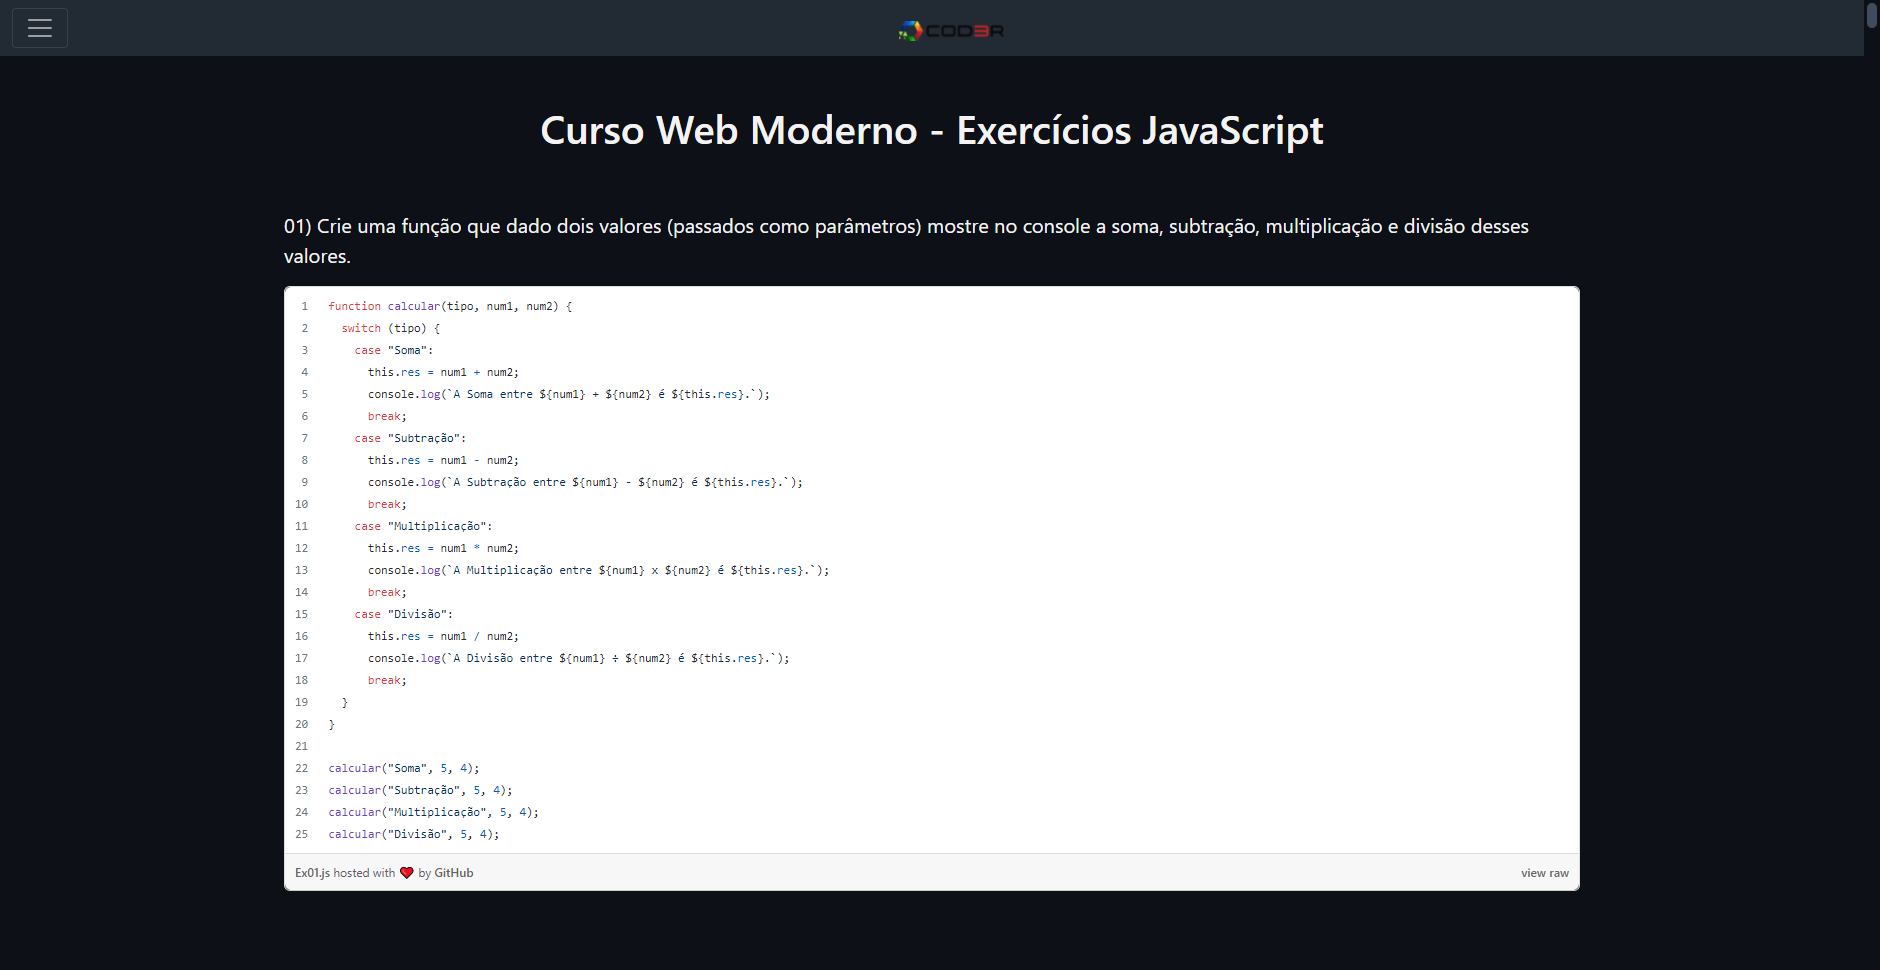 COD3R
Curso Web Moderno - Exercícios JavaScript
01) Crie uma função que dado dois valores (passados como parâmetros) mostre no console a soma, subtração, multiplicação e divisão desses
valores.
1 function calcular(tipo, num1, num2) {
2   switch (tipo) {
3     case "Soma":
4       this.res = num1 + num2;
5       console.log(`A Soma entre ${num1} + ${num2} é ${this.res}.`);
6       break;
7     case "Subtração":
8       this.res = num1 - num2;
9       console.log(`A Subtração entre ${num1} - ${num2} é ${this.res}.`);
10       break;
11     case "Multiplicação":
12       this.res = num1 * num2;
13       console.log(`A Multiplicação entre ${num1} x ${num2} é ${this.res}.`);
14       break;
15     case "Divisão":
16       this.res = num1 / num2;
17       console.log(`A Divisão entre ${num1} ÷ ${num2} é ${this.res}.`);
18       break;
19   }
20 }
21
22 calcular("Soma", 5, 4);
23 calcular("Subtração", 5, 4);
24 calcular("Multiplicação", 5, 4);
25 calcular("Divisão", 5, 4);
Ex01.js hosted with ❤ by GitHub view raw